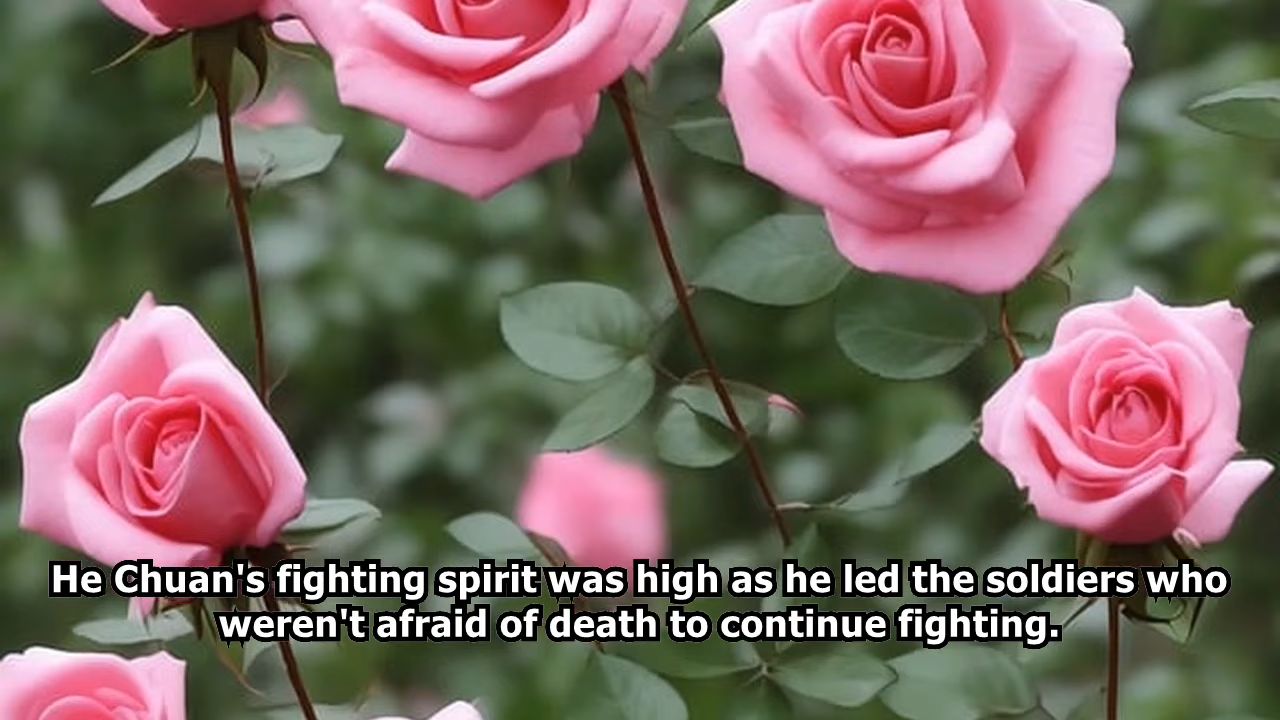 He Chuan's fighting spirit was high as he led the soldiers who
weren't afraid of death to continue fighting.